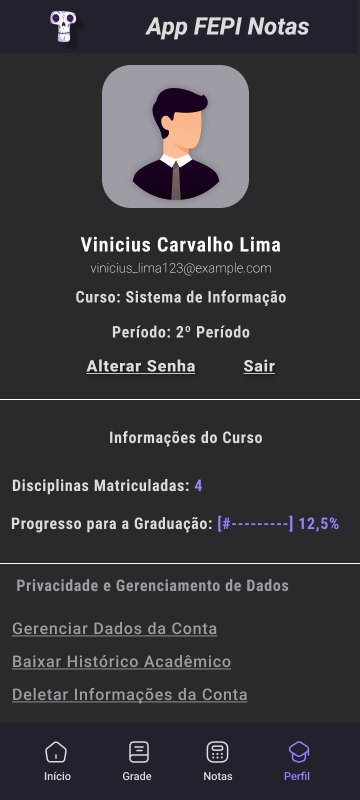 App FEPI Notas
Vinicius Carvalho Lima
vinicius_lima123@example.com
Curso: Sistema de Informação
Período: 2º Período
Alterar Senha Sair
Informações do Curso
Disciplinas Matriculadas: 4
Progresso para a Graduação: [#---------] 12,5%
Privacidade e Gerenciamento de Dados
Gerenciar Dados da Conta
Baixar Histórico Acadêmico
Deletar Informações da Conta
Início Grade Notas Perfil